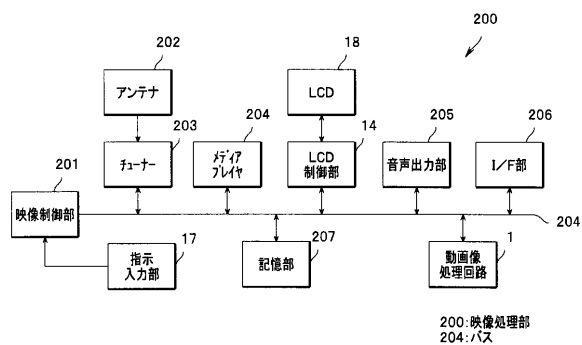 200
202
アンテナ
18
LCD
203
チューナー
204
メディア
プレイヤ
14
LCD
制御部
205
音声出力部
206
I/F部
201
映像制御部
204
17
指示
入力部
207
記憶部
1
動画像
処理回路
200:映像処理部
204:バス